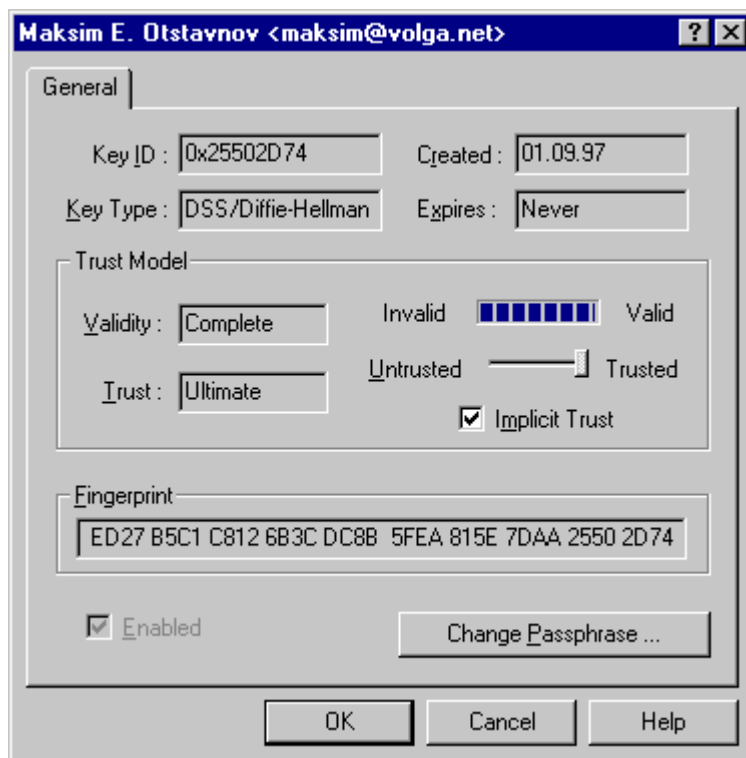 Maksim E. Otstavnov <maksim@volga.net>
General
Key ID : 0x25502D74 Created : 01.09.97
Key Type : DSS/Diffie-Hellman Expires : Never
Trust Model
Validity : Complete Invalid Valid
Untrusted Trusted
Trust : Ultimate
Implicit Trust
Fingerprint
ED27 B5C1 C812 6B3C DC8B 5FEA 815E 7DAA 2550 2D74
Enabled Change Passphrase ...
OK Cancel Help